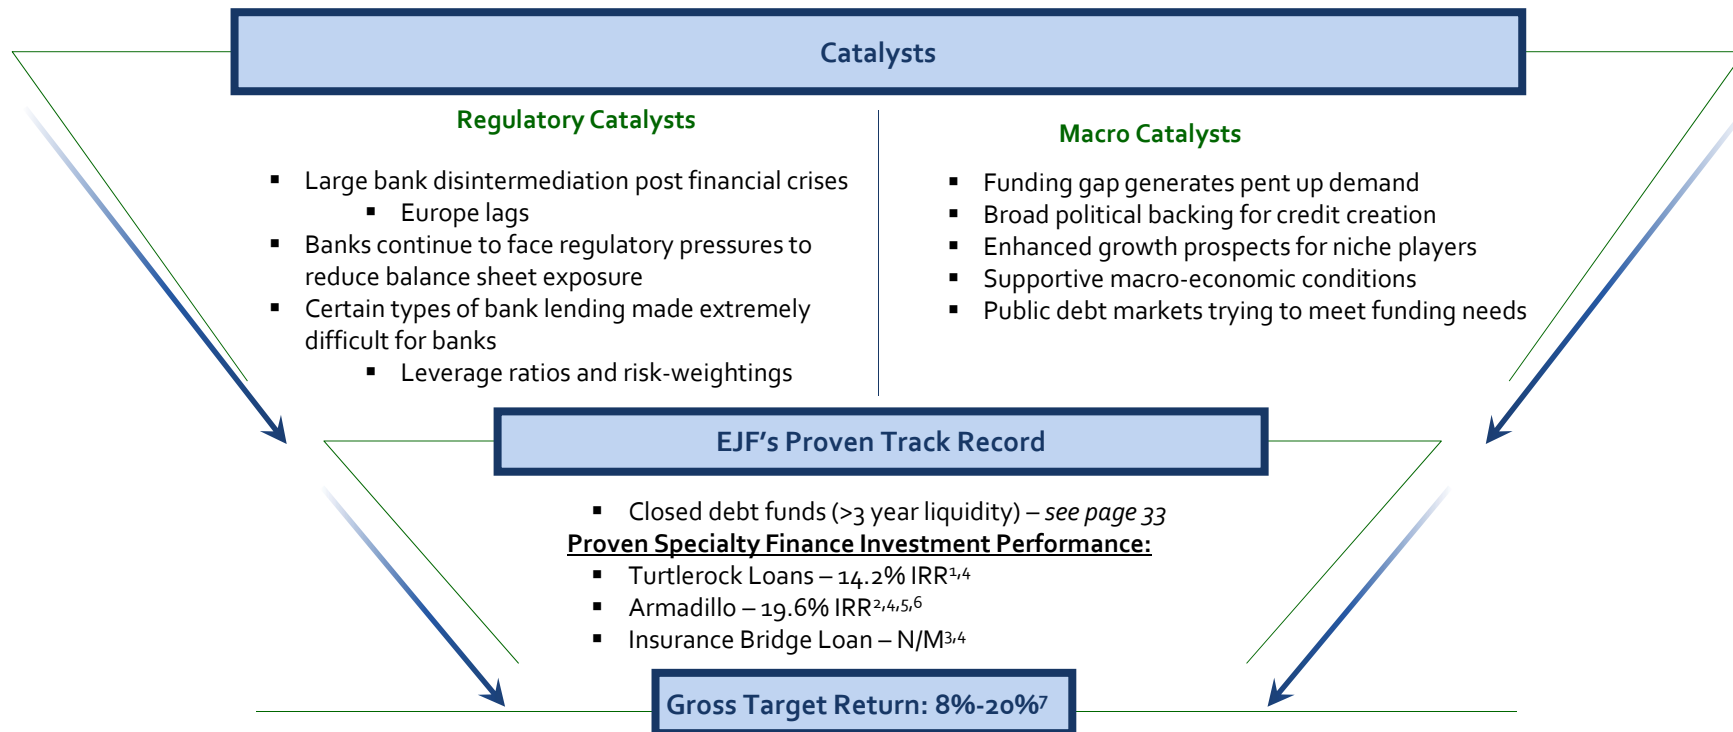 Catalysts
Regulatory Catalysts
▪ Large bank disintermediation post financial crises
▪ Europe lags
▪ Banks continue to face regulatory pressures to
reduce balance sheet exposure
▪ Certain types of bank lending made extremely
difficult for banks
▪ Leverage ratios and risk-weightings
Macro Catalysts
▪ Funding gap generates pent up demand
▪ Broad political backing for credit creation
▪ Enhanced growth prospects for niche players
▪ Supportive macro-economic conditions
▪ Public debt markets trying to meet funding needs
EJF's Proven Track Record
▪ Closed debt funds (>3 year liquidity) – see page 33
Proven Specialty Finance Investment Performance:
▪ Turtlerock Loans – 14.2% IRR¹,⁴
▪ Armadillo – 19.6% IRR²,⁴,⁵,⁶
▪ Insurance Bridge Loan – N/M³,⁴
Gross Target Return: 8%-20%⁷